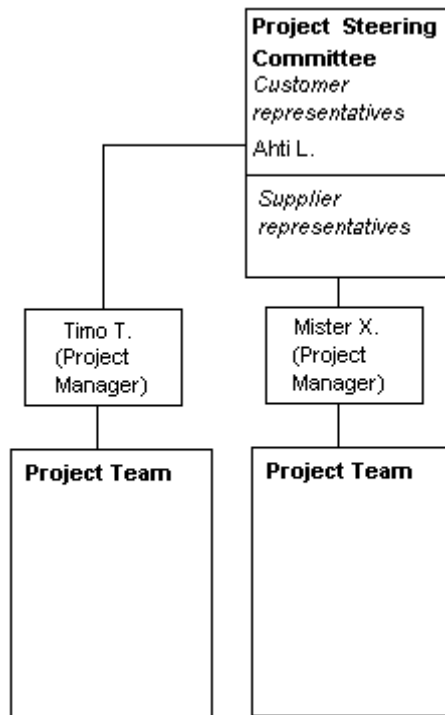 Project Steering
Committee
Customer
representatives
Ahti L.
Supplier
representatives
Timo T.
(Project
Manager)
Mister X.
(Project
Manager)
Project Team
Project Team